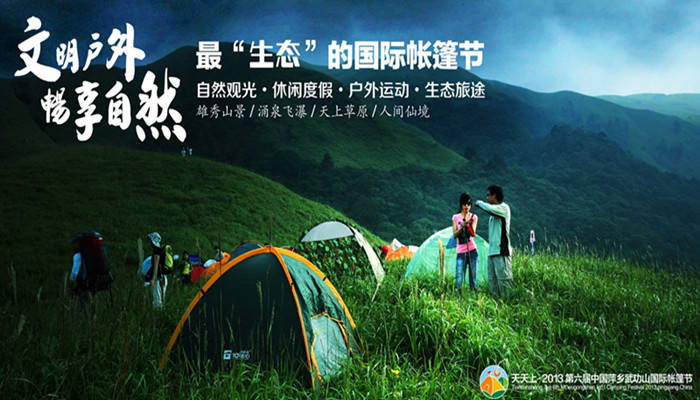 文明户外
暢享自然
最“生态”的国际帐篷节
自然观光·休闲度假·户外运动·生态旅途
雄秀山景/涌泉飞瀑/天上草原/人间仙境
天天上·2013第六届中国萍乡武功山国际帐篷节